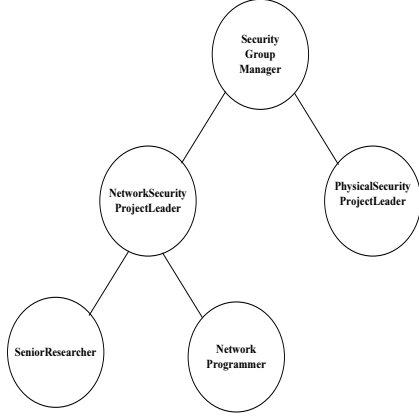 Security
Group
Manager
NetworkSecurity
ProjectLeader
PhysicalSecurity
ProjectLeader
SeniorResearcher
Network
Programmer